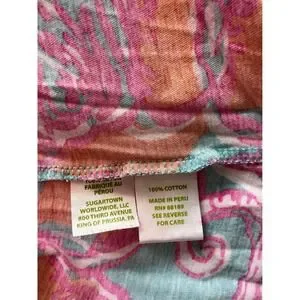 FABRIQUÉ AU
PÉROU
SUGARTOWN
WORLDWIDE, LLC
800 THIRD AVENUE
KING OF PRUSSIA, PA
100% COTTON
MADE IN PERU
RN# 88189
SEE REVERSE
FOR CARE